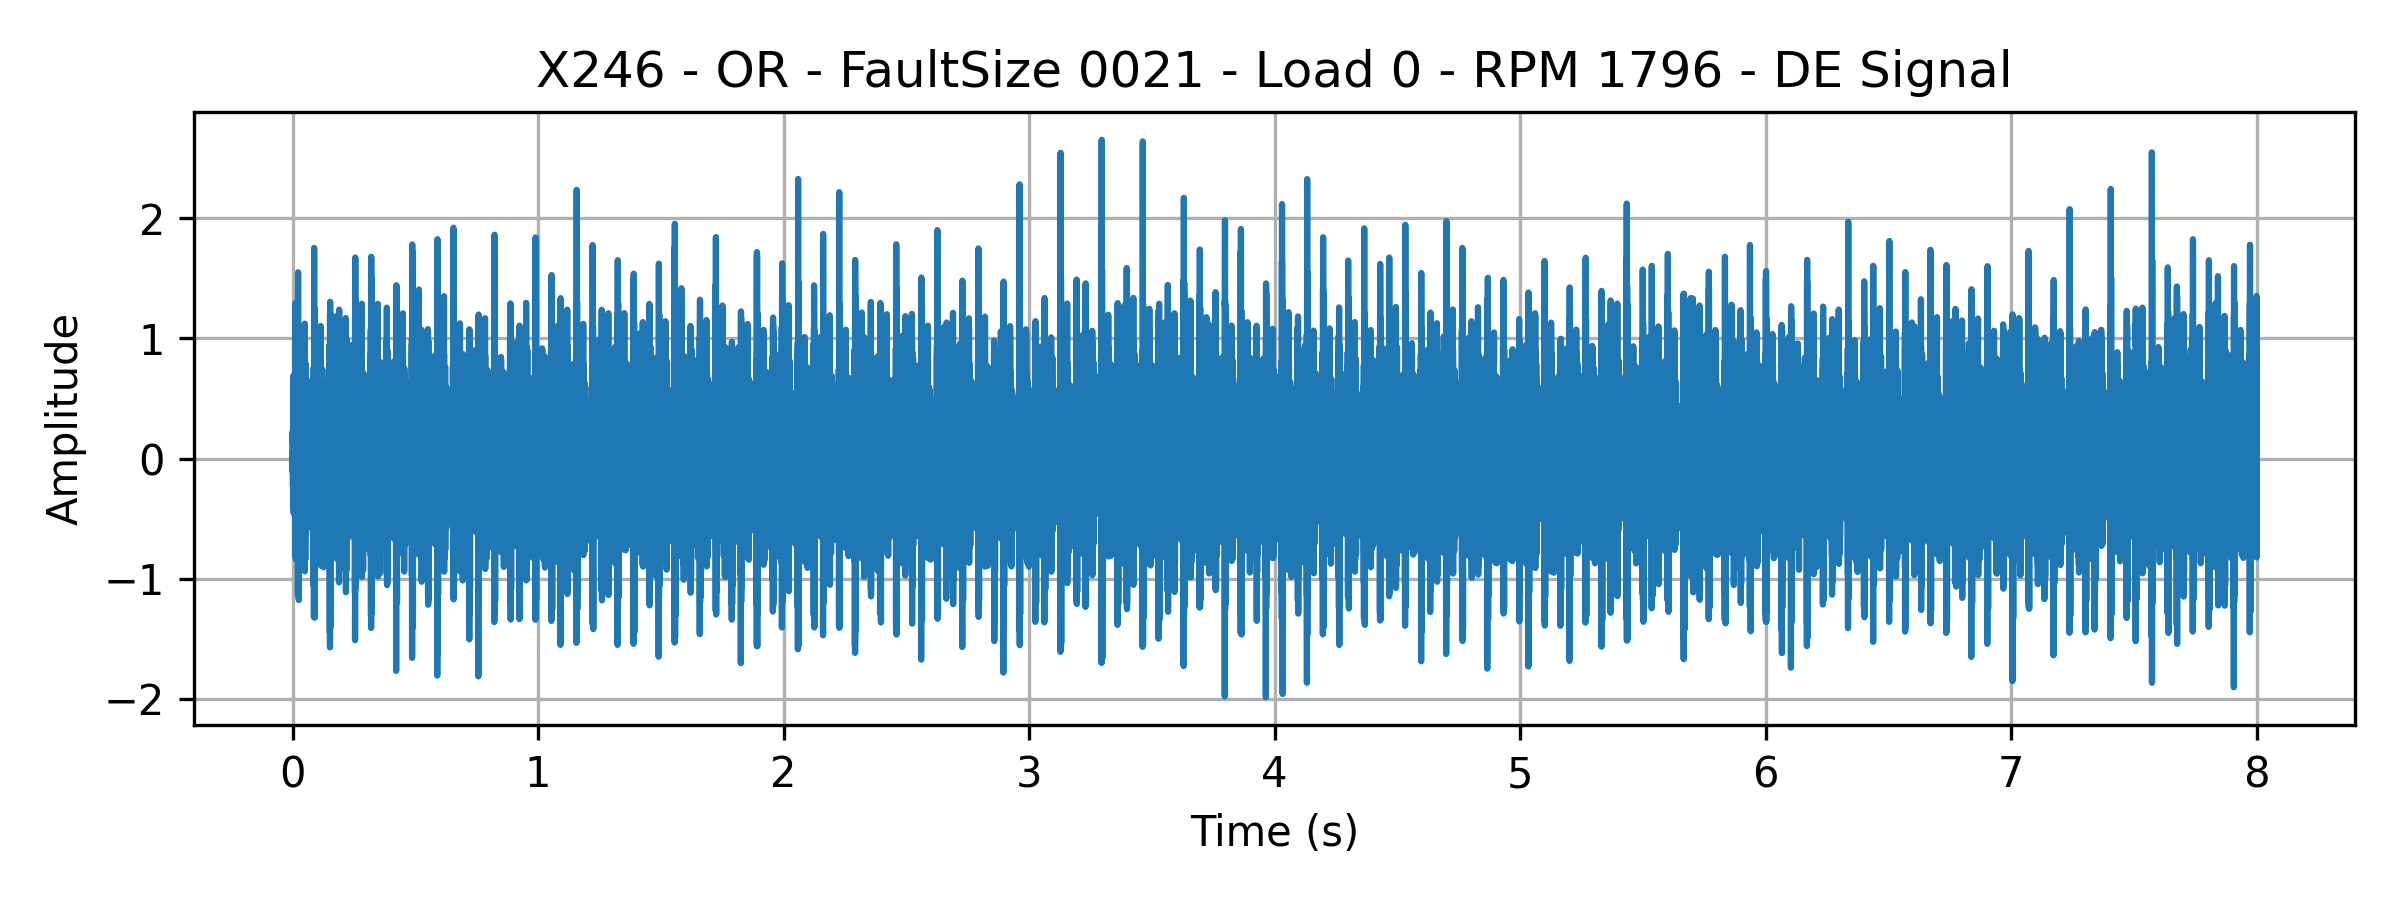 X246 - OR - FaultSize 0021 - Load 0 - RPM 1796 - DE Signal
Amplitude
2
1
0
−1
−2
0 1 2 3 4 5 6 7 8
Time (s)